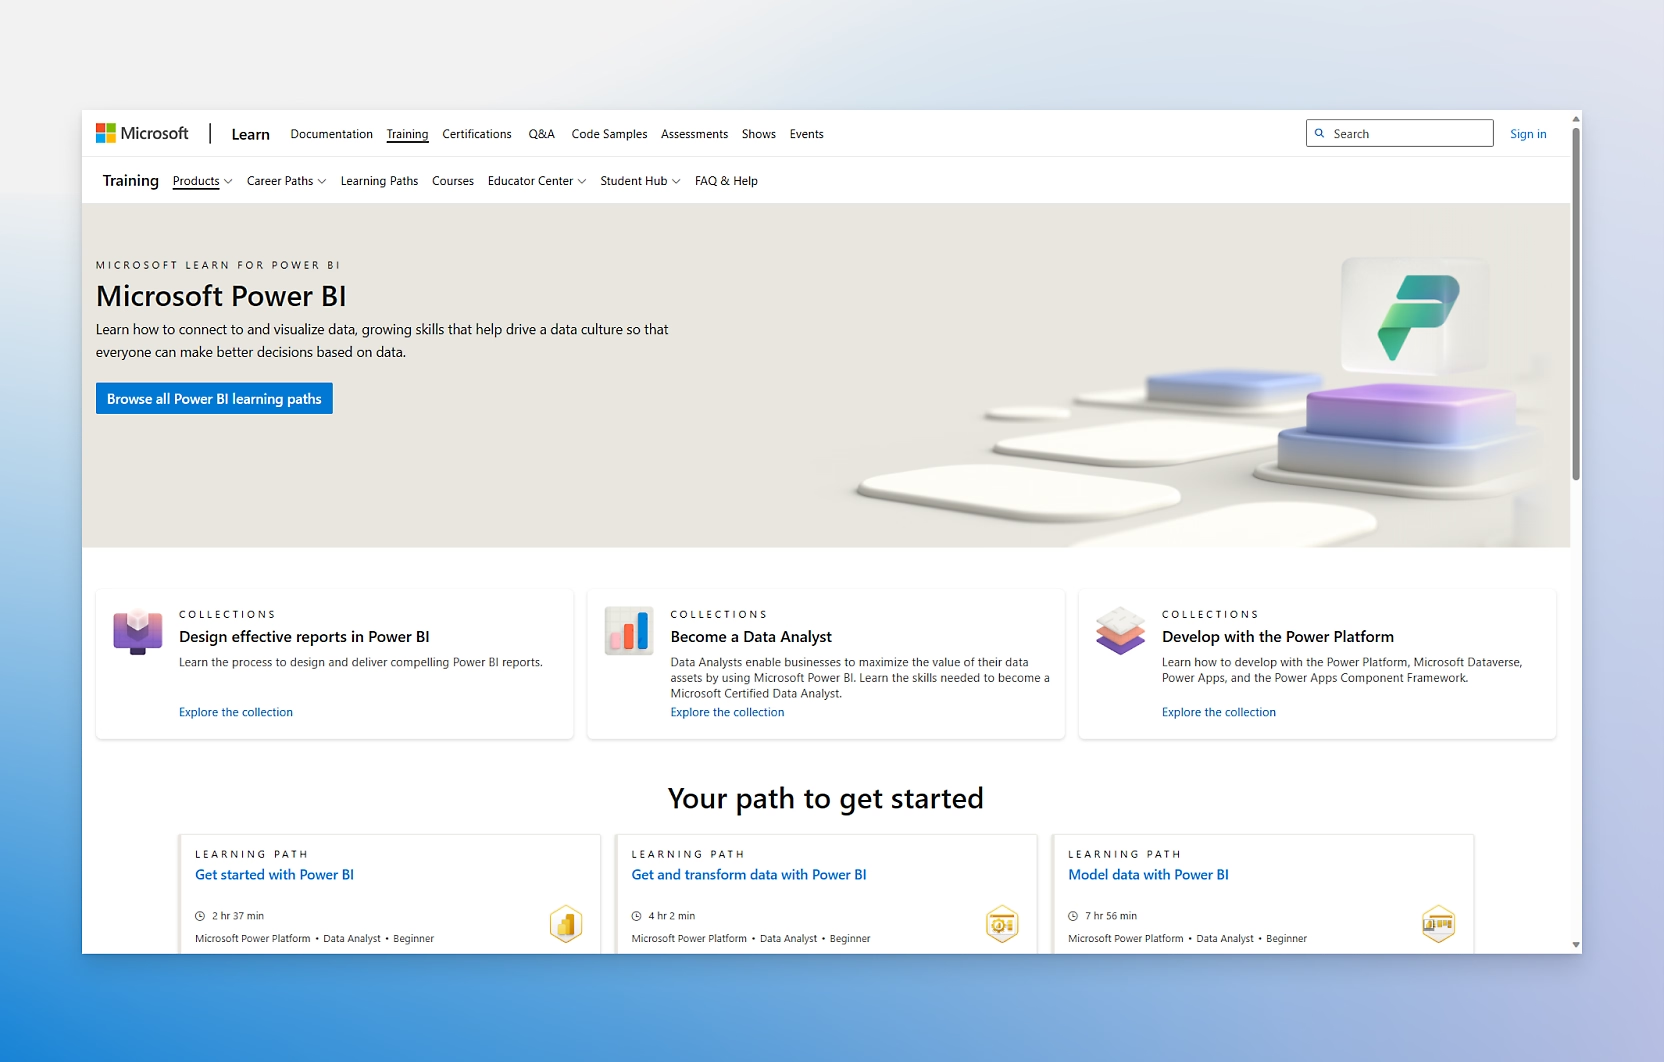 Microsoft
Learn
Documentation
Training
Certifications
Q&A
Code Samples
Assessments
Shows
Events
Search
Sign in
Training
Products
Career Paths
Learning Paths
Courses
Educator Center
Student Hub
FAQ & Help
MICROSOFT LEARN FOR POWER BI
Microsoft Power BI
Learn how to connect to and visualize data, growing skills that help drive a data culture so that
everyone can make better decisions based on data.
Browse all Power BI learning paths
COLLECTIONS
Design effective reports in Power BI
Learn the process to design and deliver compelling Power BI reports.
Explore the collection
COLLECTIONS
Become a Data Analyst
Data Analysts enable businesses to maximize the value of their data
assets by using Microsoft Power BI. Learn the skills needed to become a
Microsoft Certified Data Analyst.
Explore the collection
COLLECTIONS
Develop with the Power Platform
Learn how to develop with the Power Platform, Microsoft Dataverse,
Power Apps, and the Power Apps Component Framework.
Explore the collection
Your path to get started
LEARNING PATH
Get started with Power BI
2 hr 37 min
Microsoft Power Platform • Data Analyst • Beginner
LEARNING PATH
Get and transform data with Power BI
4 hr 2 min
Microsoft Power Platform • Data Analyst • Beginner
LEARNING PATH
Model data with Power BI
7 hr 56 min
Microsoft Power Platform • Data Analyst • Beginner